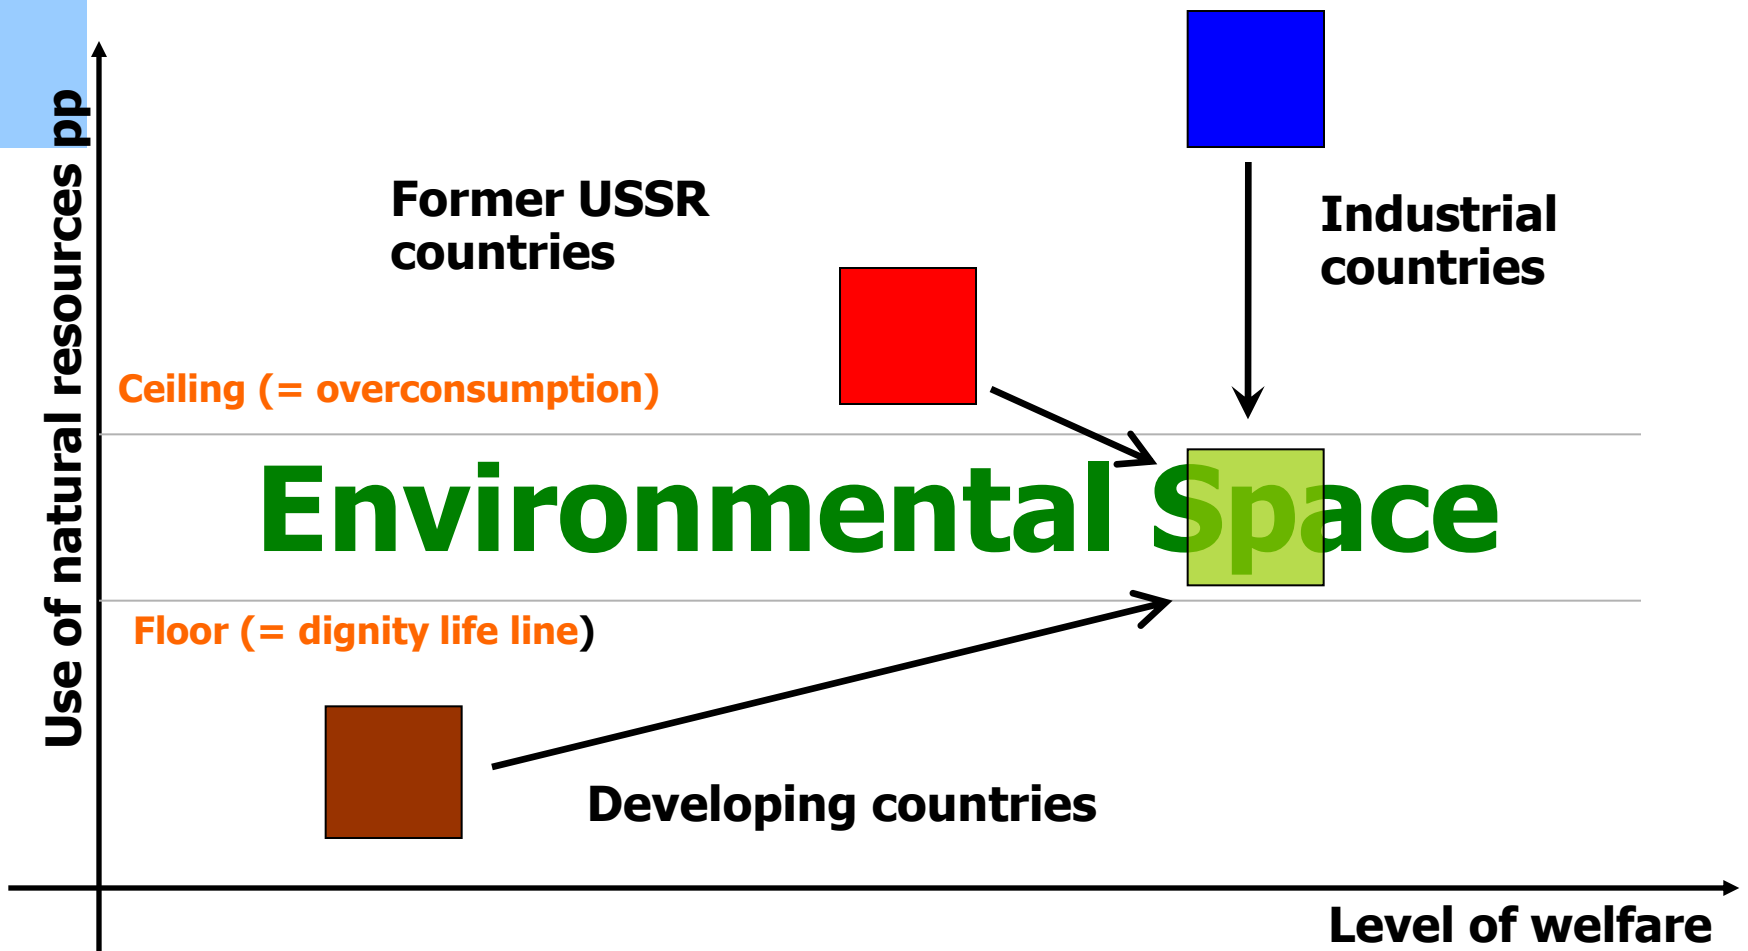 Use of natural resources pp
Former USSR
countries
Industrial
countries
Ceiling (= overconsumption)
Environmental Space
Floor (= dignity life line)
Developing countries
Level of welfare